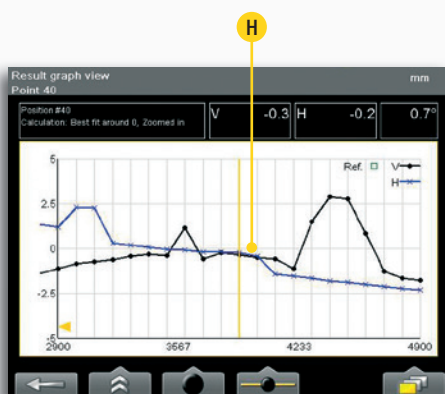 H
Result graph view mm
Point 40
Position #40
Calculation: Best fit around 0, Zoomed in
V -0.3 H -0.2 0.7°
5
Ref. V
H
2.5
0
-2.5
-5
2900 3567 4233 4900